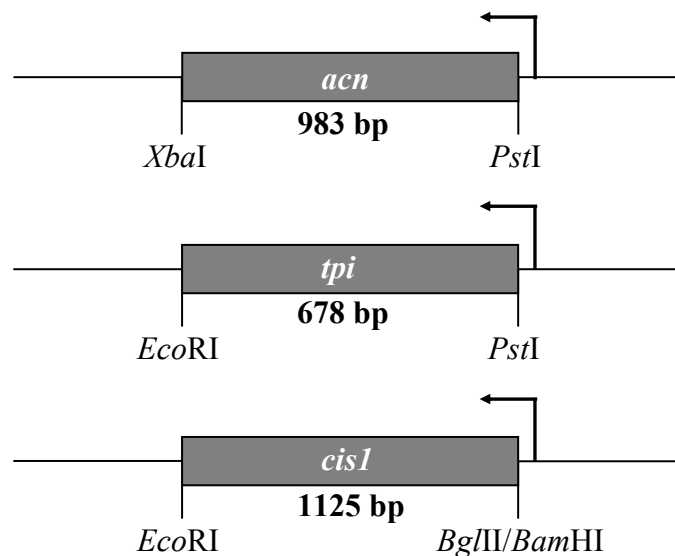 acn
983 bp
XbaI PstI
tpi
678 bp
EcoRI PstI
cis1
1125 bp
EcoRI BglII/BamHI